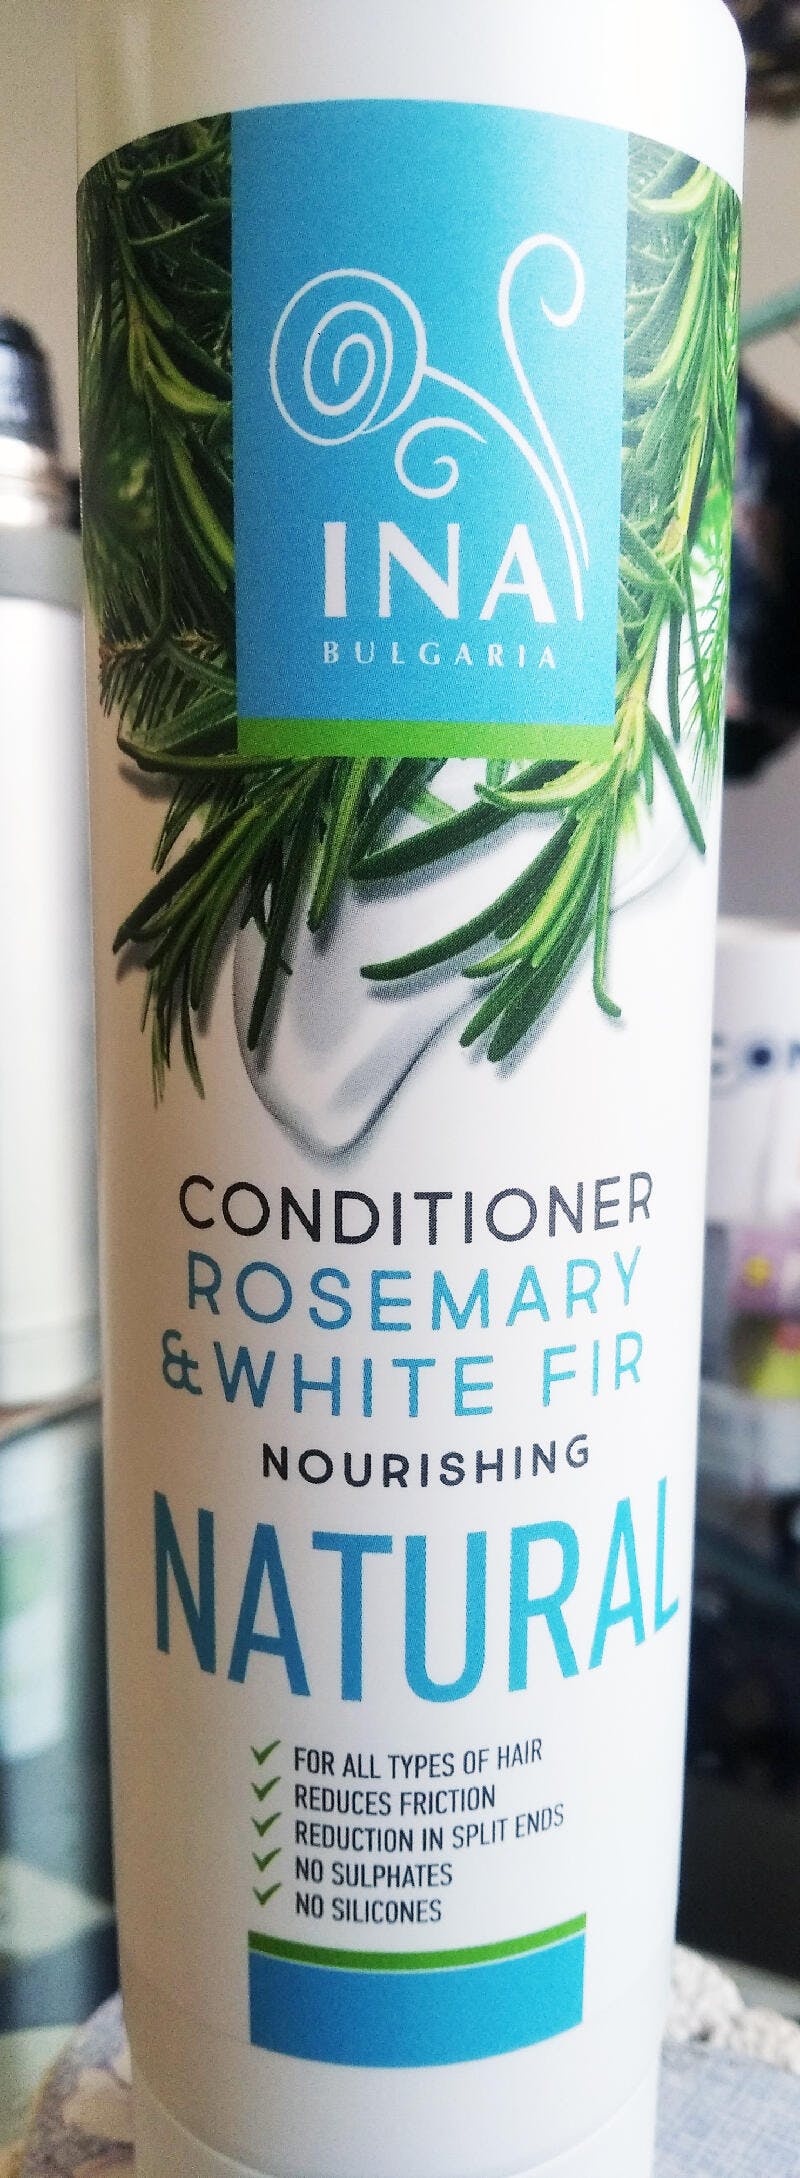 INA
BULGARIA
CONDITIONER
ROSEMARY
& WHITE FIR
NOURISHING
NATURAL
FOR ALL TYPES OF HAIR
REDUCES FRICTION
REDUCTION IN SPLIT ENDS
NO SULPHATES
NO SILICONES